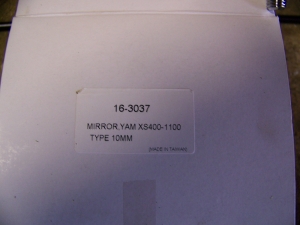 16-3037
MIRROR,YAM XS400-1100
TYPE 10MM
MADE IN TAIWAN